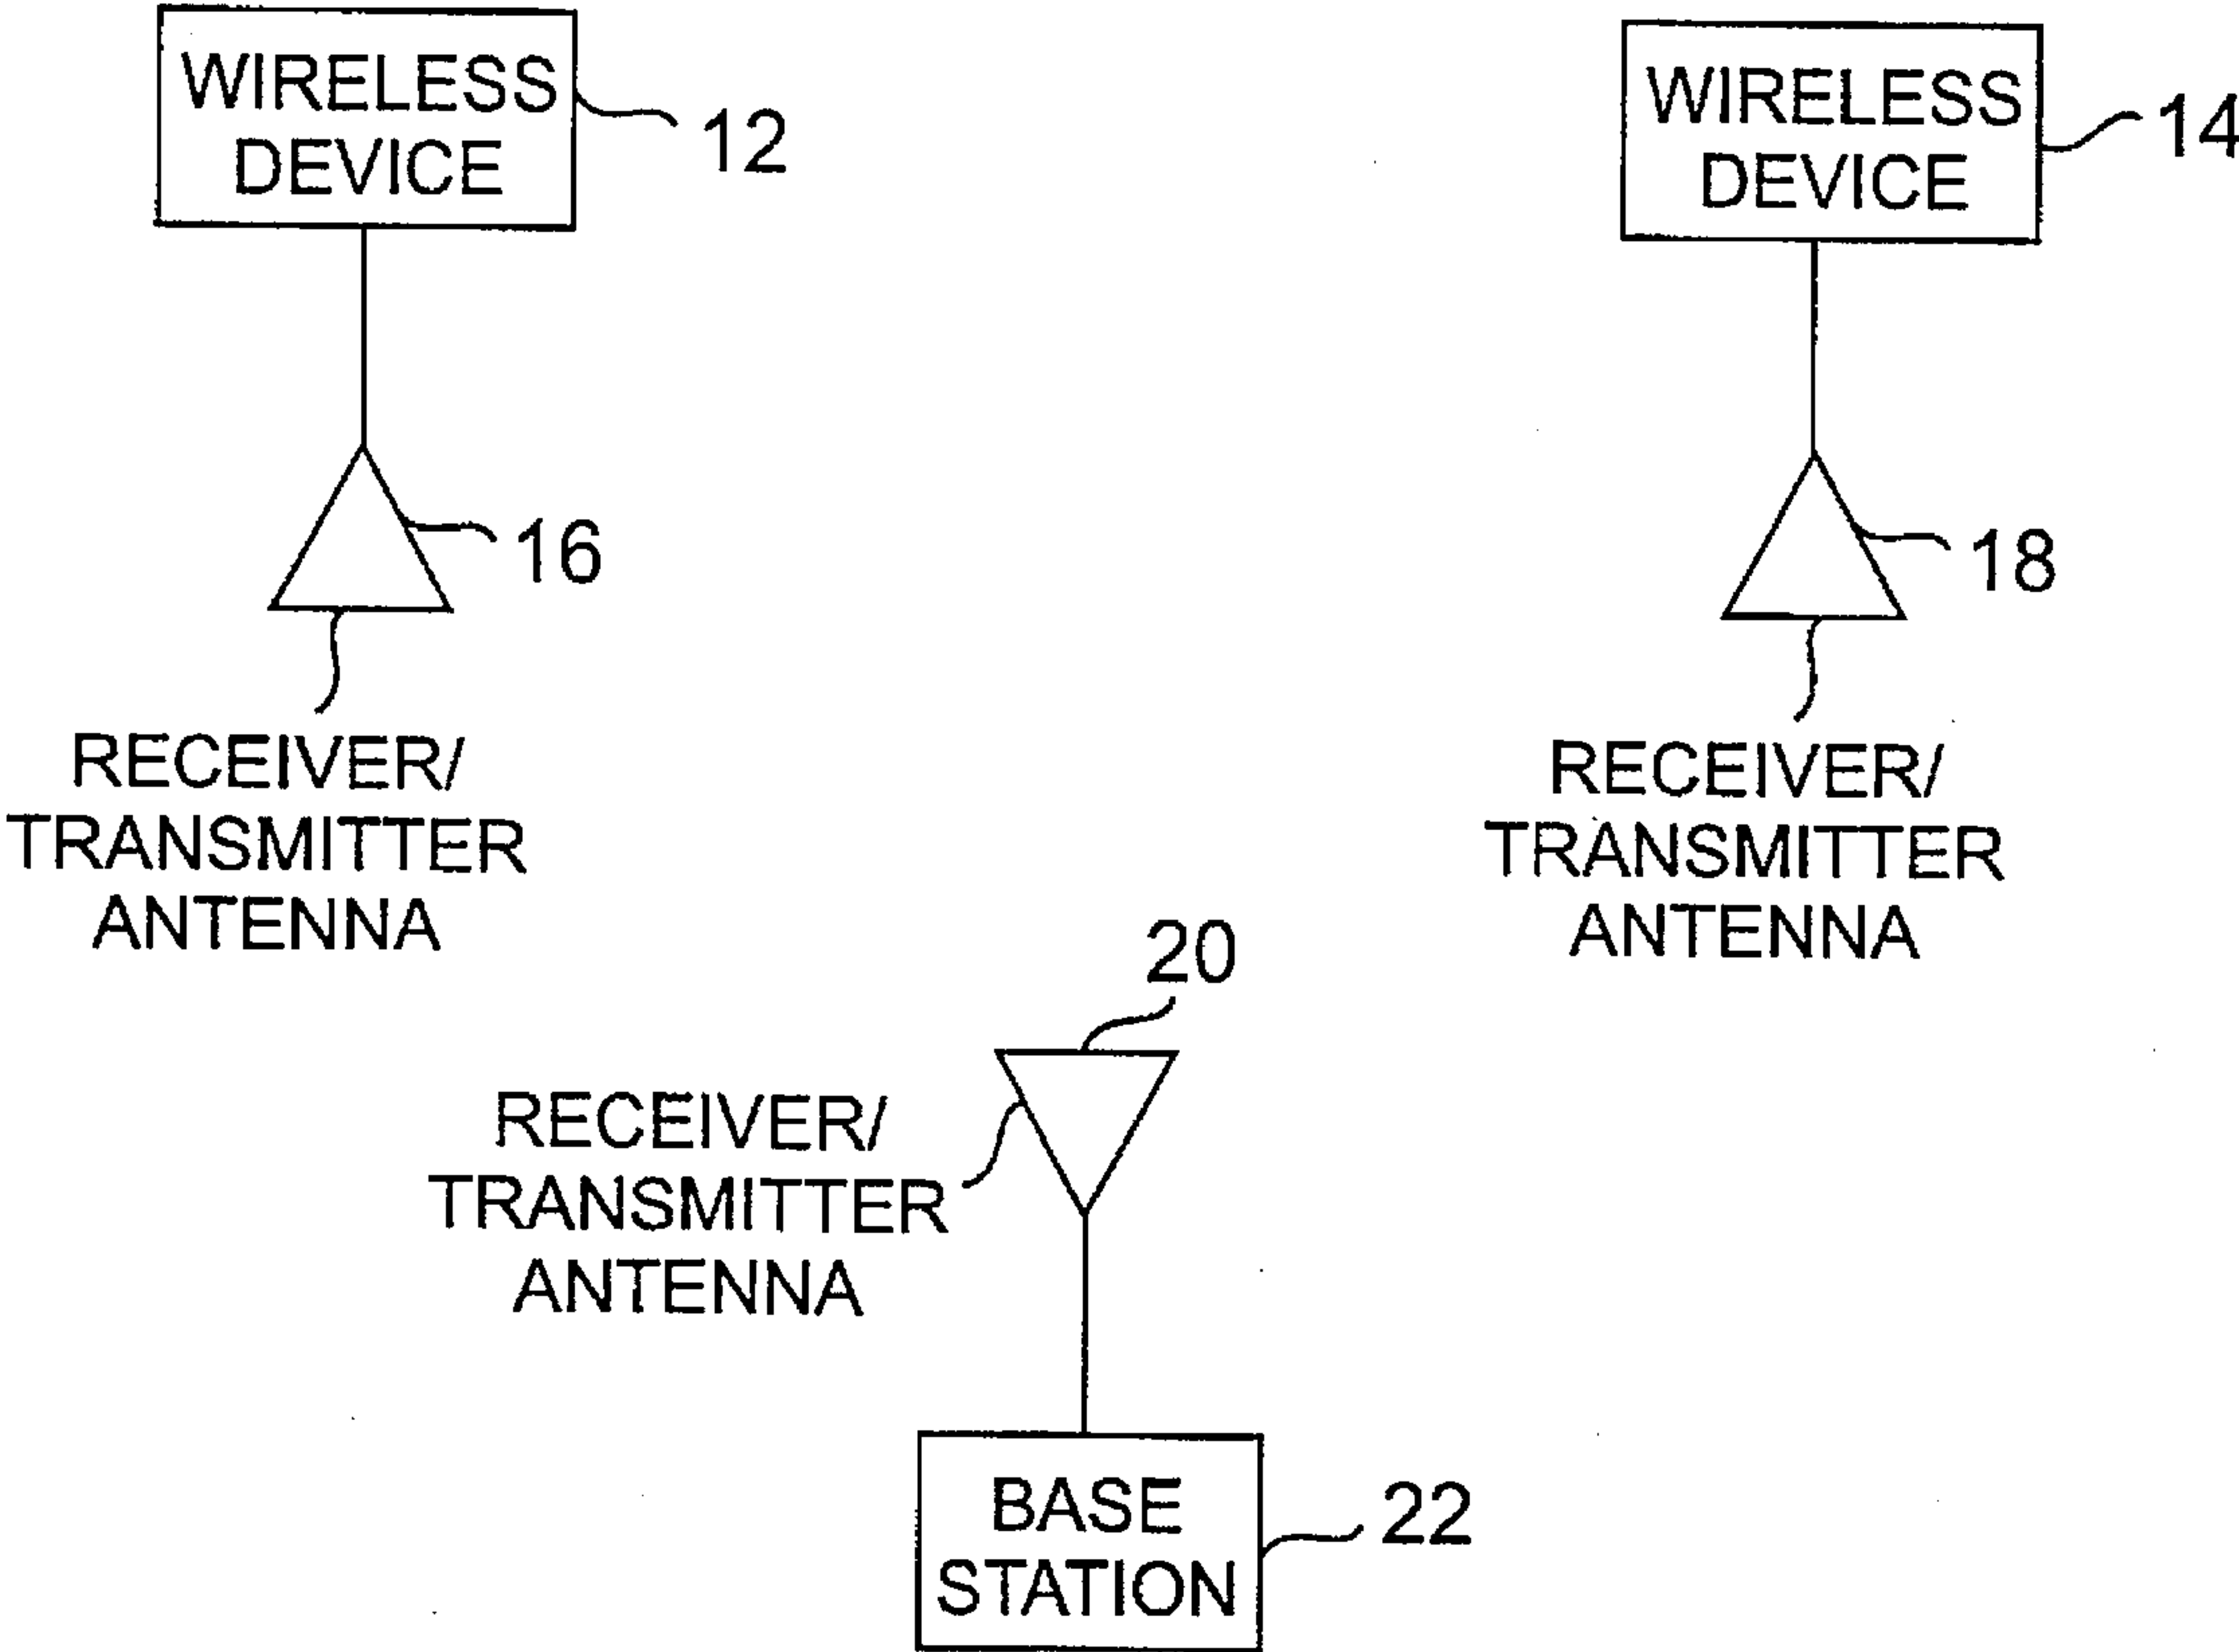 WIRELESS
DEVICE
12
WIRELESS
DEVICE
14
16
18
RECEIVER/
TRANSMITTER
ANTENNA
RECEIVER/
TRANSMITTER
ANTENNA
20
RECEIVER/
TRANSMITTER
ANTENNA
BASE
STATION
22